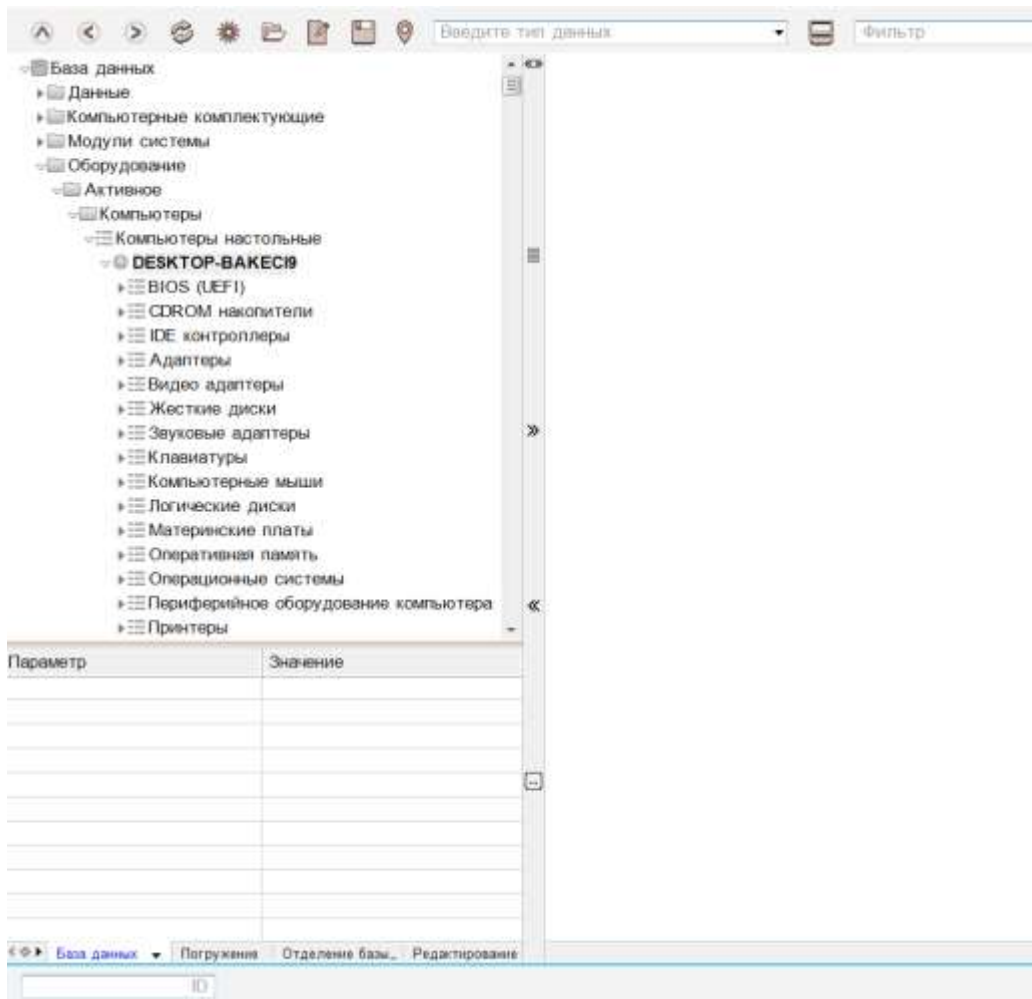 Введите тип данных
Фильтр
База данных
Данные
Компьютерные комплектующие
Модули системы
Оборудование
Активное
Компьютеры
Компьютеры настольные
DESKTOP-BAKECI9
BIOS (UEFI)
CDROM накопители
IDE контроллеры
Адаптеры
Видео адаптеры
Жесткие диски
Звуковые адаптеры
Клавиатуры
Компьютерные мыши
Логические диски
Материнские платы
Оперативная память
Операционные системы
Периферийное оборудование компьютера
Принтеры
Параметр Значение
База данных Погружение Отделение базы... Редактирование
ID